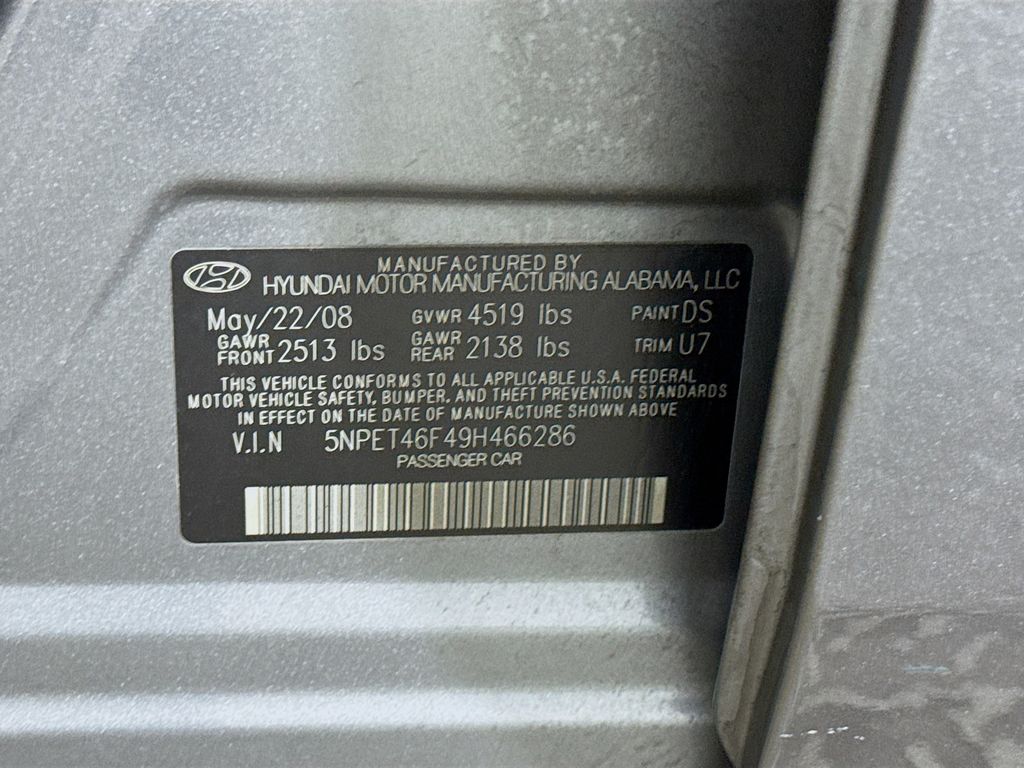 MANUFACTURED BY
HYUNDAI MOTOR MANUFACTURING ALABAMA, LLC
May/22/08 GVWR 4519 lbs PAINT DS
GAWR FRONT 2513 lbs GAWR REAR 2138 lbs TRIM U7
THIS VEHICLE CONFORMS TO ALL APPLICABLE U.S.A. FEDERAL
MOTOR VEHICLE SAFETY, BUMPER, AND THEFT PREVENTION STANDARDS
IN EFFECT ON THE DATE OF MANUFACTURE SHOWN ABOVE
V.I.N 5NPET46F49H466286
PASSENGER CAR